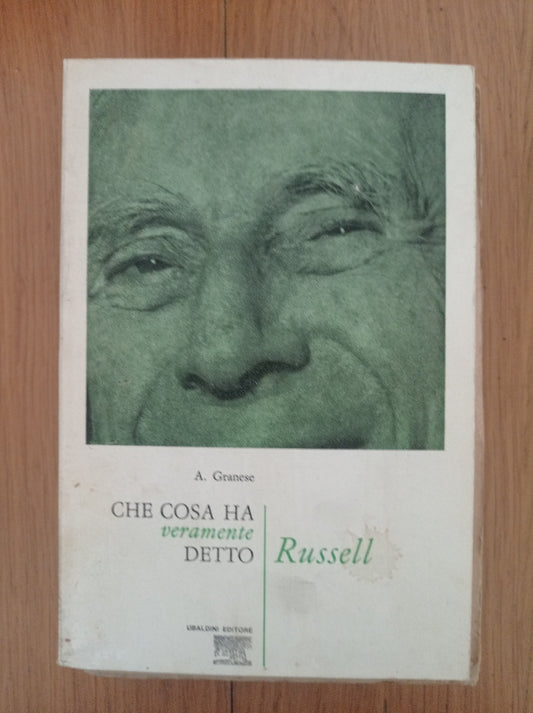 A. Granese
CHE COSA HA
veramente
DETTO
Russell
UBALDINI EDITORE